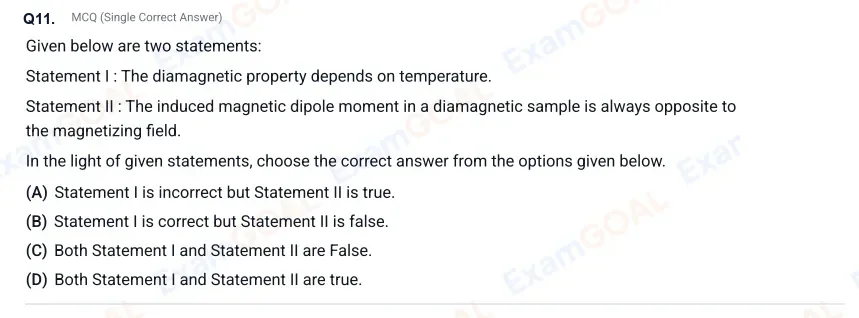 Q11. MCQ (Single Correct Answer)
Given below are two statements:
Statement I : The diamagnetic property depends on temperature.
Statement II : The induced magnetic dipole moment in a diamagnetic sample is always opposite to
the magnetizing field.
In the light of given statements, choose the correct answer from the options given below.
(A) Statement I is incorrect but Statement II is true.
(B) Statement I is correct but Statement II is false.
(C) Both Statement I and Statement II are False.
(D) Both Statement I and Statement II are true.
ExamGOAL
ExamGOAL